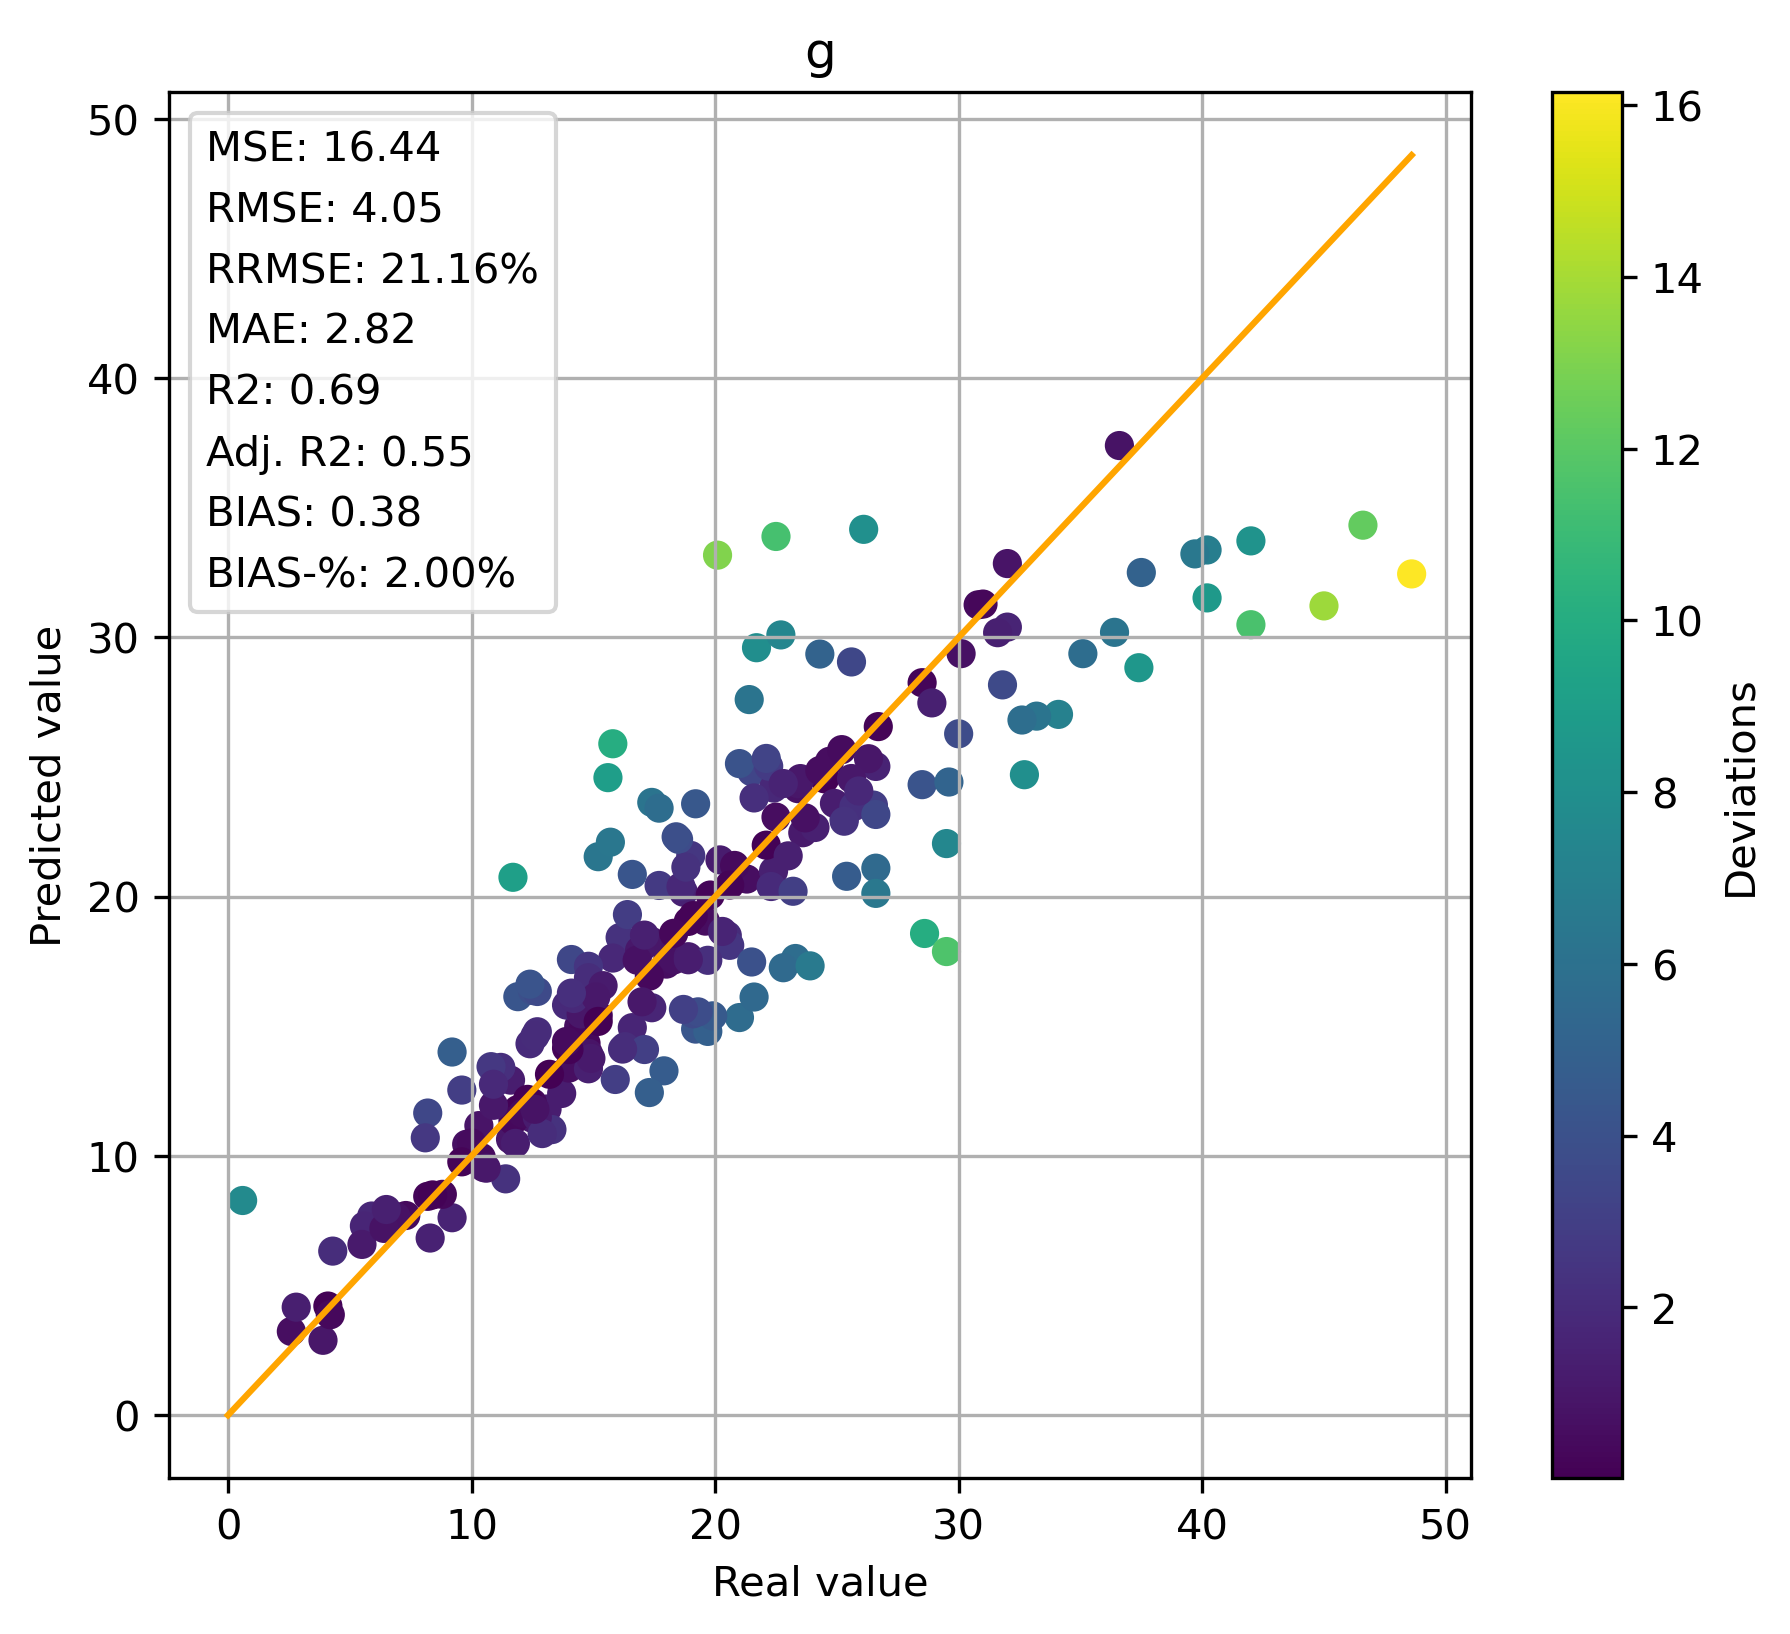 g
MSE: 16.44
RMSE: 4.05
RRMSE: 21.16%
MAE: 2.82
R2: 0.69
Adj. R2: 0.55
BIAS: 0.38
BIAS-%: 2.00%
50
40
30
20
10
0
Predicted value
0 10 20 30 40 50
Real value
16
14
12
10
8
6
4
2
Deviations